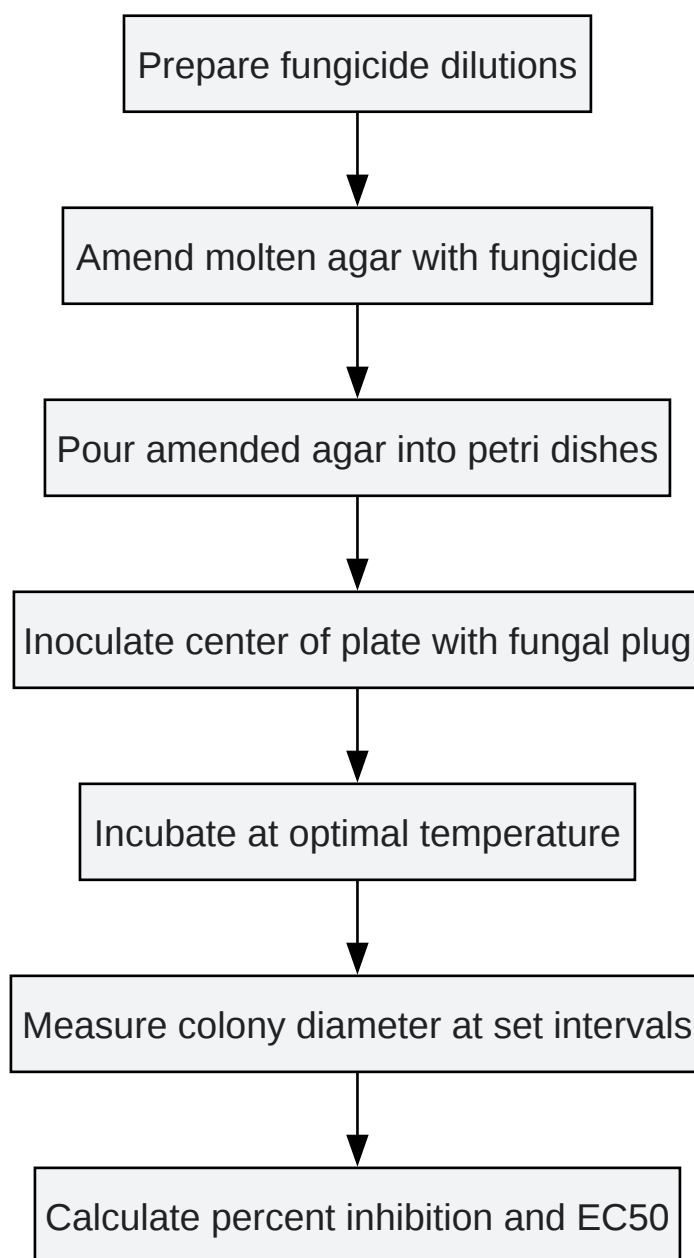 Prepare fungicide dilutions
Amend molten agar with fungicide
Pour amended agar into petri dishes
Inoculate center of plate with fungal plug
Incubate at optimal temperature
Measure colony diameter at set intervals
Calculate percent inhibition and EC50